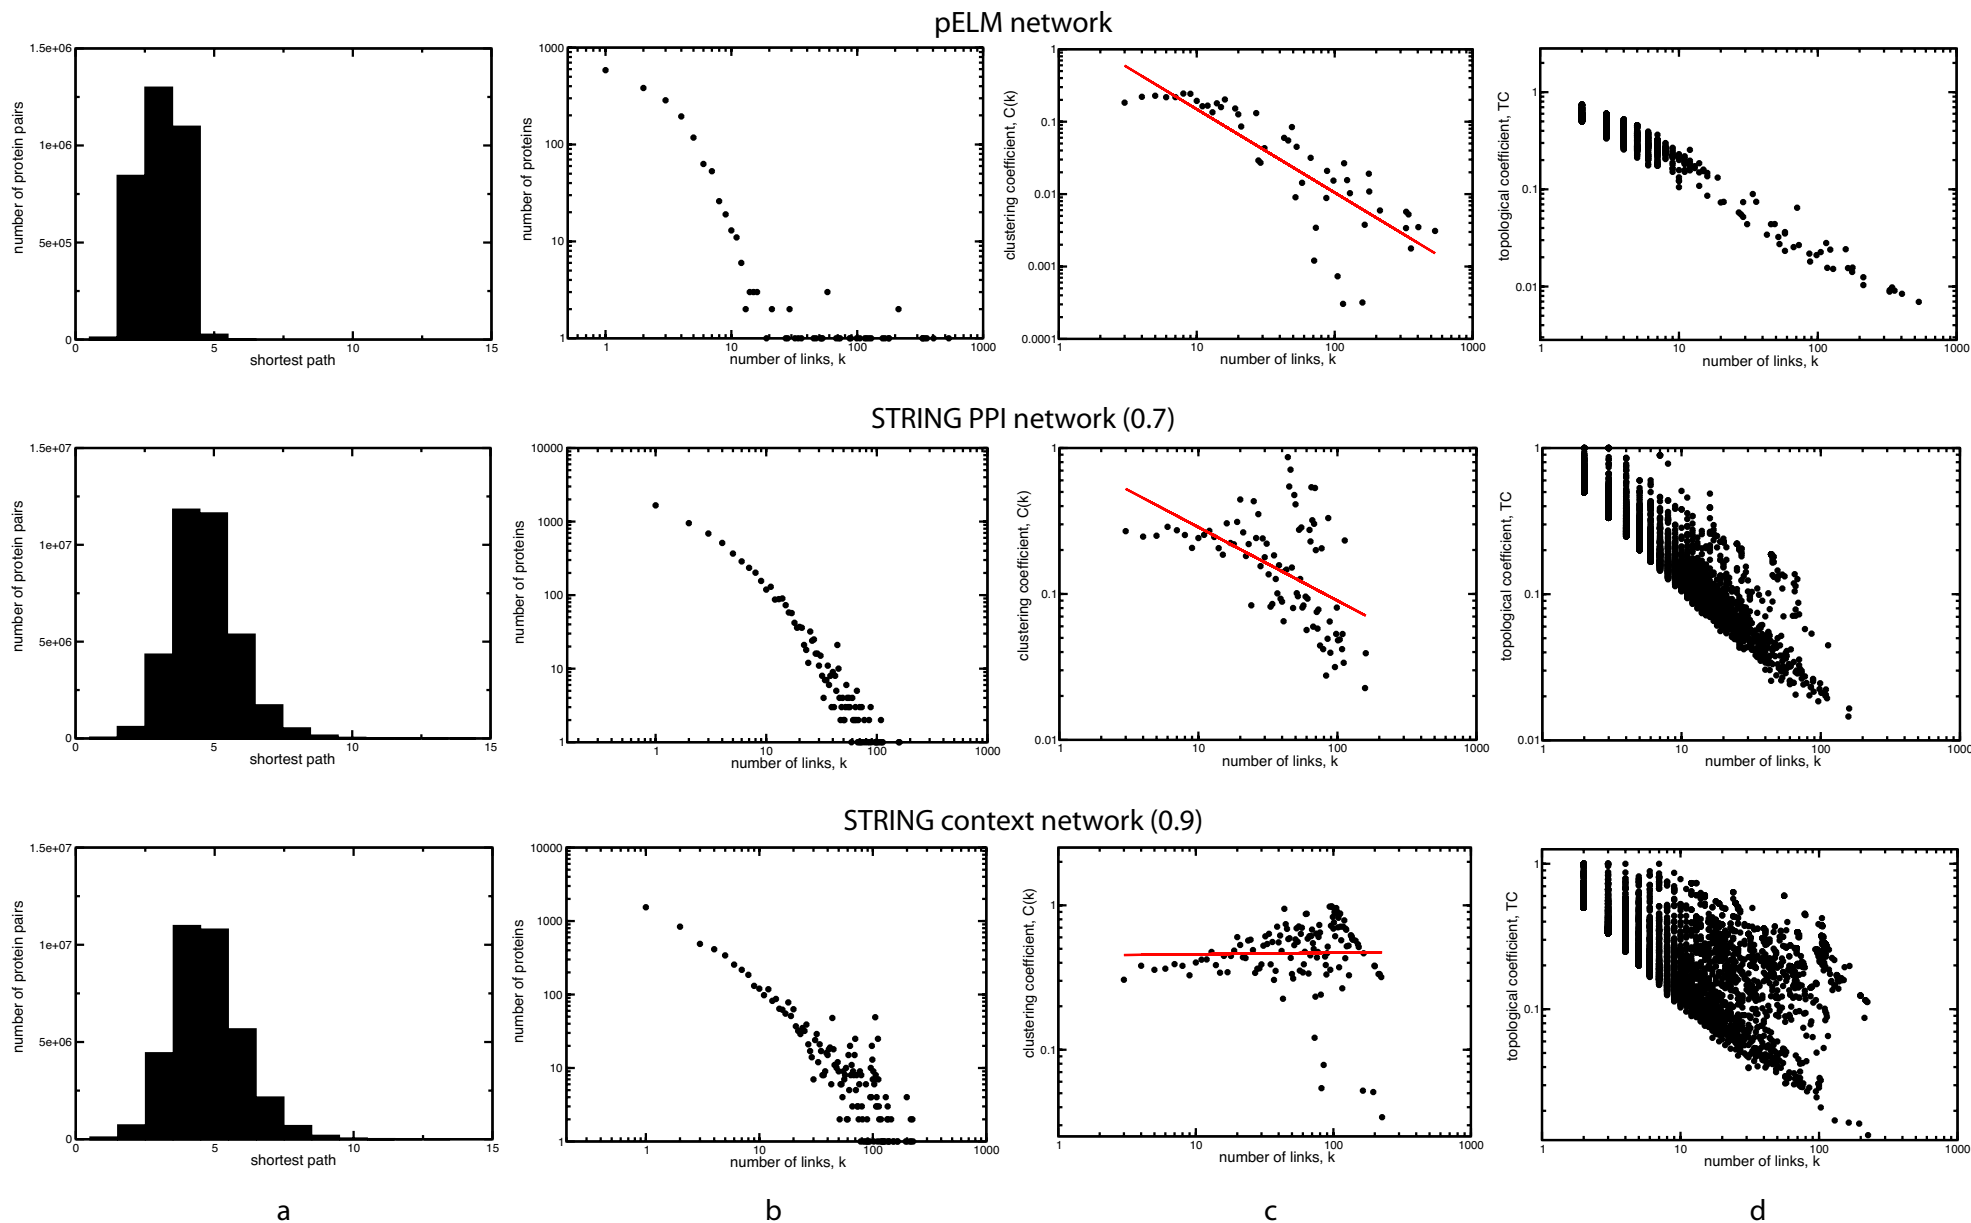 pELM network
1.5e+06
1e+06
5e+05
0
0
5
10
15
number of protein pairs
shortest path
1000
100
10
1
1
10
100
1000
number of proteins
number of links, k
1
0.1
0.01
0.001
0.0001
1
10
100
1000
clustering coefficient, C(k)
number of links, k
1
0.1
0.01
1
10
100
1000
topological coefficient, TC
number of links, k
STRING PPI network (0.7)
1.5e+07
1e+07
5e+06
0
0
5
10
15
number of protein pairs
shortest path
10000
1000
100
10
1
1
10
100
1000
number of proteins
number of links, k
1
0.1
0.01
1
10
100
1000
clustering coefficient, C(k)
number of links, k
1
0.1
0.01
1
10
100
1000
topological coefficient, TC
number of links, k
STRING context network (0.9)
1.5e+07
1e+07
5e+06
0
0
5
10
15
number of protein pairs
shortest path
10000
1000
100
10
1
1
10
100
1000
number of proteins
number of links, k
1
0.1
1
10
100
1000
clustering coefficient, C(k)
number of links, k
1
0.1
1
10
100
1000
topological coefficient, TC
number of links, k
a
b
c
d